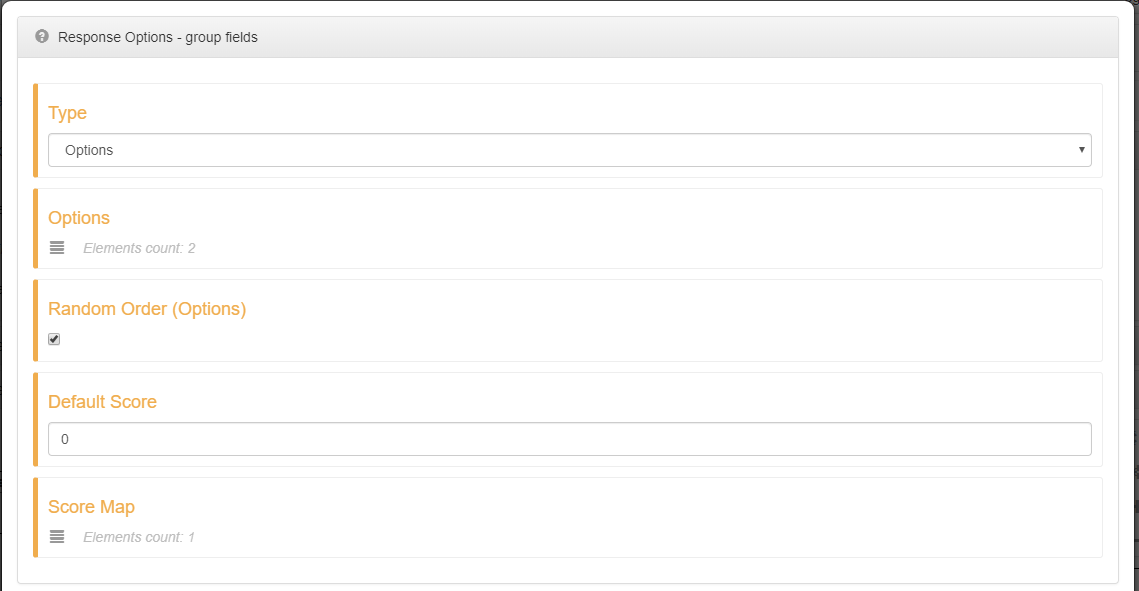 Response Options - group fields
Type
Options
Options
Elements count: 2
Random Order (Options)
Default Score
0
Score Map
Elements count: 1